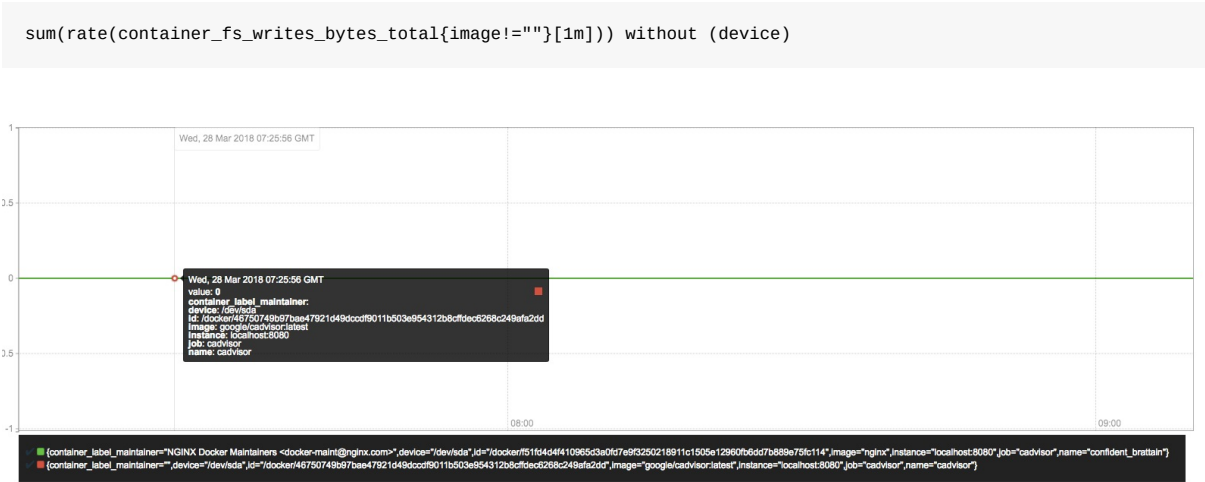 sum(rate(container_fs_writes_bytes_total{image!=""}[1m])) without (device)
1
Wed, 28 Mar 2018 07:25:56 GMT
0.5
0
Wed, 28 Mar 2018 07:25:56 GMT
value: 0
container_label_maintainer:
device: /dev/sda
id: /docker/46750749b97bae47921d49dccdf9011b503e954312b8cffdec6268c249afa2dd
image: google/cadvisor:latest
instance: localhost:8080
job: cadvisor
name: cadvisor
0.5
-1
08:00
09:00
{container_label_maintainer="NGINX Docker Maintainers <docker-maint@nginx.com>",device="/dev/sda",id="/docker/f51fd4d4f410965d3a0fd7e9f3250218911c1505e12960fb6dd7b889e75fc114",image="nginx",instance="localhost:8080",job="cadvisor",name="confident_brattain"}
{container_label_maintainer="",device="/dev/sda",id="/docker/46750749b97bae47921d49dccdf9011b503e954312b8cffdec6268c249afa2dd",image="google/cadvisor:latest",instance="localhost:8080",job="cadvisor",name="cadvisor"}